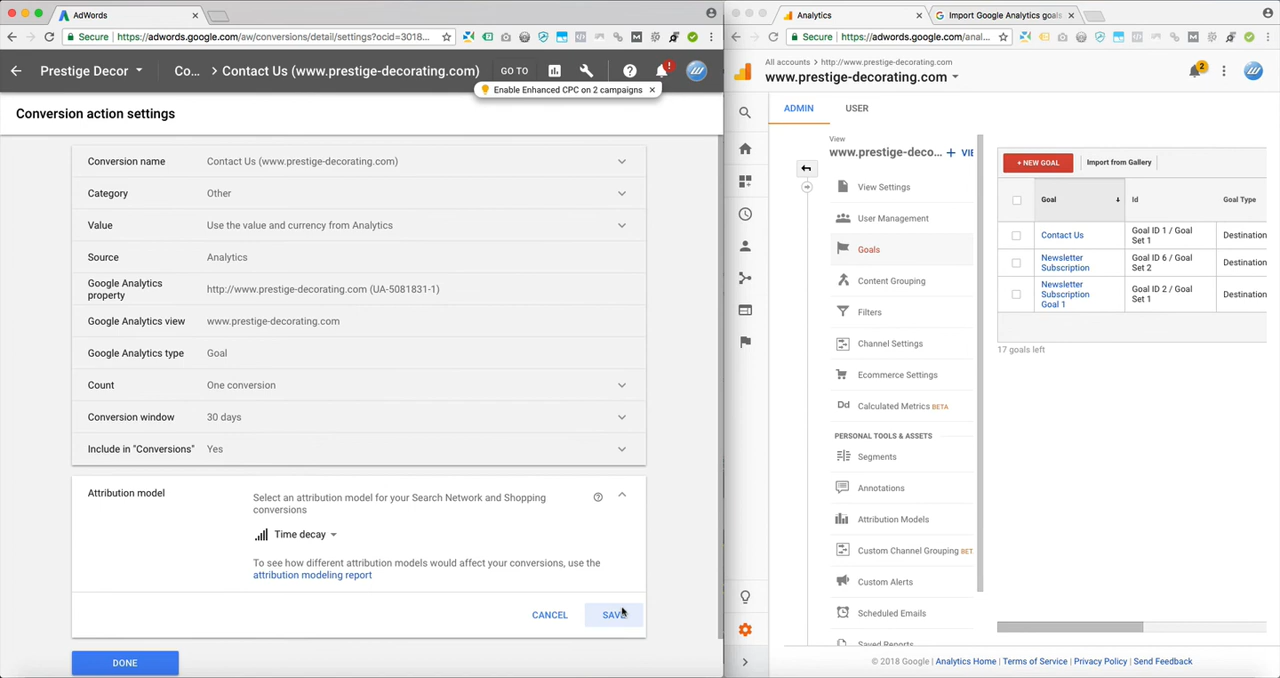 AdWords
Secure https://adwords.google.com/aw/conversions/detail/settings?ocid=3018...
Prestige Decor Co... > Contact Us (www.prestige-decorating.com) GO TO
Enable Enhanced CPC on 2 campaigns
Conversion action settings
Conversion name Contact Us (www.prestige-decorating.com)
Category Other
Value Use the value and currency from Analytics
Source Analytics
Google Analytics property http://www.prestige-decorating.com (UA-5081831-1)
Google Analytics view www.prestige-decorating.com
Google Analytics type Goal
Count One conversion
Conversion window 30 days
Include in "Conversions" Yes
Attribution model
Select an attribution model for your Search Network and Shopping
conversions
Time decay
To see how different attribution models would affect your conversions, use the
attribution modeling report
CANCEL SAVE
DONE
Analytics
Import Google Analytics goals
Secure https://adwords.google.com/anal...
All accounts > http://www.prestige-decorating.com
www.prestige-decorating.com
2
ADMIN USER
View
www.prestige-deco... + VIE
View Settings
User Management
Goals
Content Grouping
Filters
Channel Settings
Ecommerce Settings
Dd Calculated Metrics BETA
PERSONAL TOOLS & ASSETS
Segments
Annotations
Attribution Models
Custom Channel Grouping BET
Custom Alerts
Scheduled Emails
Saved Reports
+ NEW GOAL Import from Gallery
Goal Id Goal Type
Contact Us Goal ID 1 / Goal Set 1 Destination
Newsletter Subscription Goal ID 6 / Goal Set 2 Destination
Newsletter Subscription Goal 1 Goal ID 2 / Goal Set 1 Destination
17 goals left
© 2018 Google | Analytics Home | Terms of Service | Privacy Policy | Send Feedback